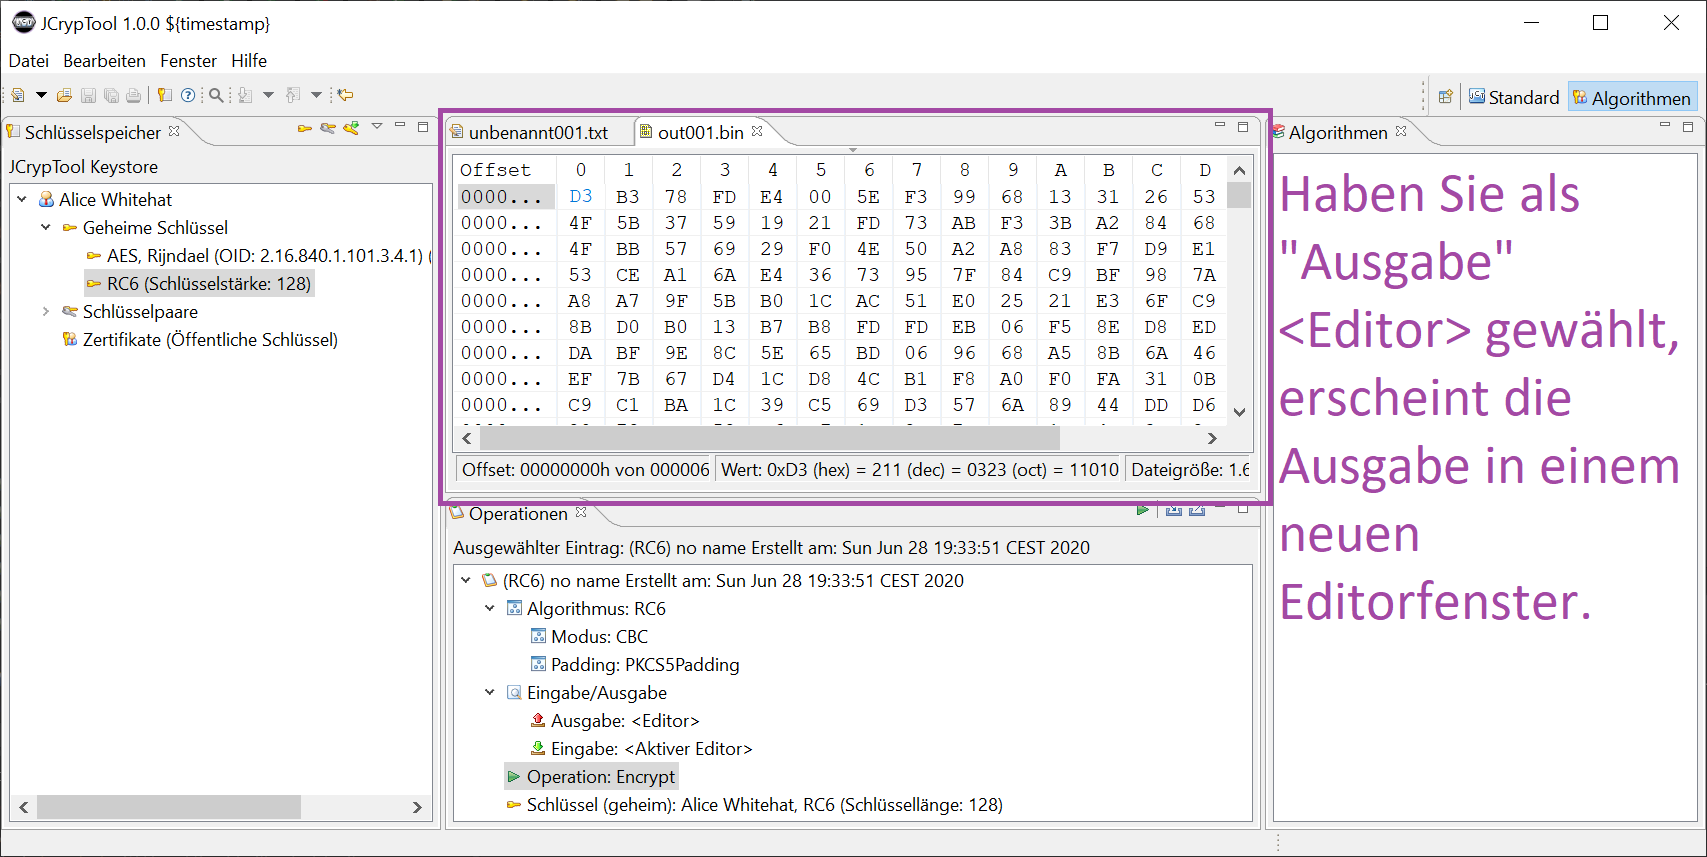 JCrypTool 1.0.0 ${timestamp}
Datei Bearbeiten Fenster Hilfe
Standard Algorithmen
Schlüsselspeicher
JCrypTool Keystore
Alice Whitehat
Geheime Schlüssel
AES, Rijndael (OID: 2.16.840.1.101.3.4.1) (
RC6 (Schlüsselstärke: 128)
Schlüsselpaare
Zertifikate (Öffentliche Schlüssel)
unbenannt001.txt out001.bin
Offset 0 1 2 3 4 5 6 7 8 9 A B C D
0000... D3 B3 78 FD E4 00 5E F3 99 68 13 31 26 53
0000... 4F 5B 37 59 19 21 FD 73 AB F3 3B A2 84 68
0000... 4F BB 57 69 29 F0 4E 50 A2 A8 83 F7 D9 E1
0000... 53 CE A1 6A E4 36 73 95 7F 84 C9 BF 98 7A
0000... A8 A7 9F 5B B0 1C AC 51 E0 25 21 E3 6F C9
0000... 8B D0 B0 13 B7 B8 FD FD EB 06 F5 8E D8 ED
0000... DA BF 9E 8C 5E 65 BD 06 96 68 A5 8B 6A 46
0000... EF 7B 67 D4 1C D8 4C B1 F8 A0 F0 FA 31 0B
0000... C9 C1 BA 1C 39 C5 69 D3 57 6A 89 44 DD D6
Offset: 00000000h von 000006 Wert: 0xD3 (hex) = 211 (dec) = 0323 (oct) = 11010 Dateigröße: 1.6
Operationen
Ausgewählter Eintrag: (RC6) no name Erstellt am: Sun Jun 28 19:33:51 CEST 2020
(RC6) no name Erstellt am: Sun Jun 28 19:33:51 CEST 2020
Algorithmus: RC6
Modus: CBC
Padding: PKCS5Padding
Eingabe/Ausgabe
Ausgabe: <Editor>
Eingabe: <Aktiver Editor>
Operation: Encrypt
Schlüssel (geheim): Alice Whitehat, RC6 (Schlüssellänge: 128)
Algorithmen
Haben Sie als
"Ausgabe"
<Editor> gewählt,
erscheint die
Ausgabe in einem
neuen
Editorfenster.